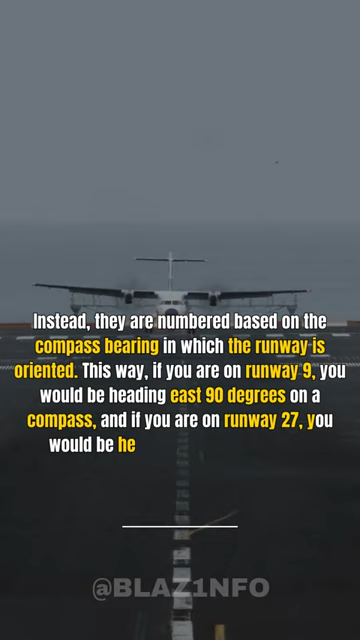 Instead, they are numbered based on the
compass bearing in which the runway is
oriented. This way, if you are on runway 9, you
would be heading east 90 degrees on a
compass, and if you are on runway 27, you
would be he
@BLAZ1NFO